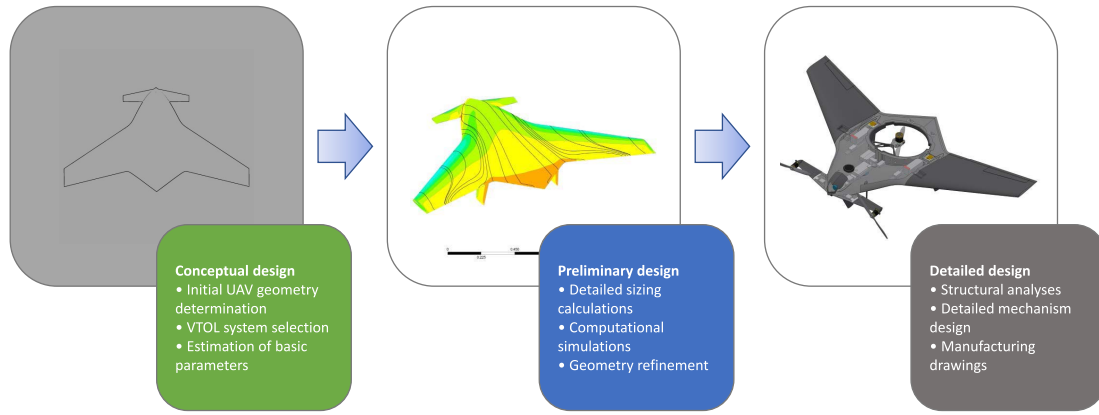 Conceptual design
• Initial UAV geometry
determination
• VTOL system selection
• Estimation of basic
parameters
Preliminary design
• Detailed sizing
calculations
• Computational
simulations
• Geometry refinement
Detailed design
• Structural analyses
• Detailed mechanism
design
• Manufacturing
drawings